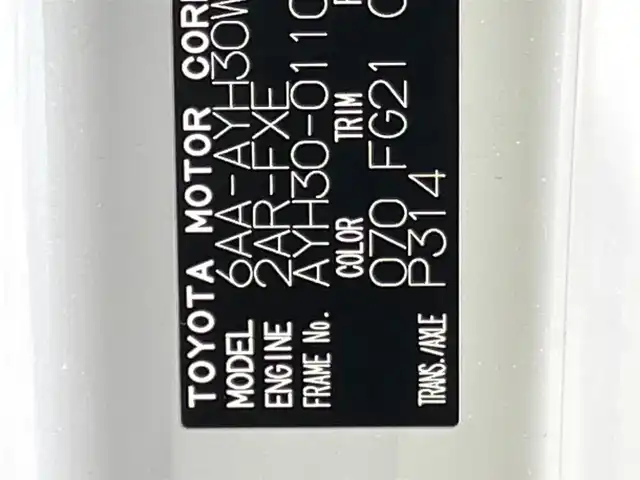 TOYOTA MOTOR COR
MODEL 6AA-AYH30W
ENGINE 2AR-FXE
FRAME No. AYH30-0110
COLOR TRIM
070 FG21
TRANS./AXLE P314